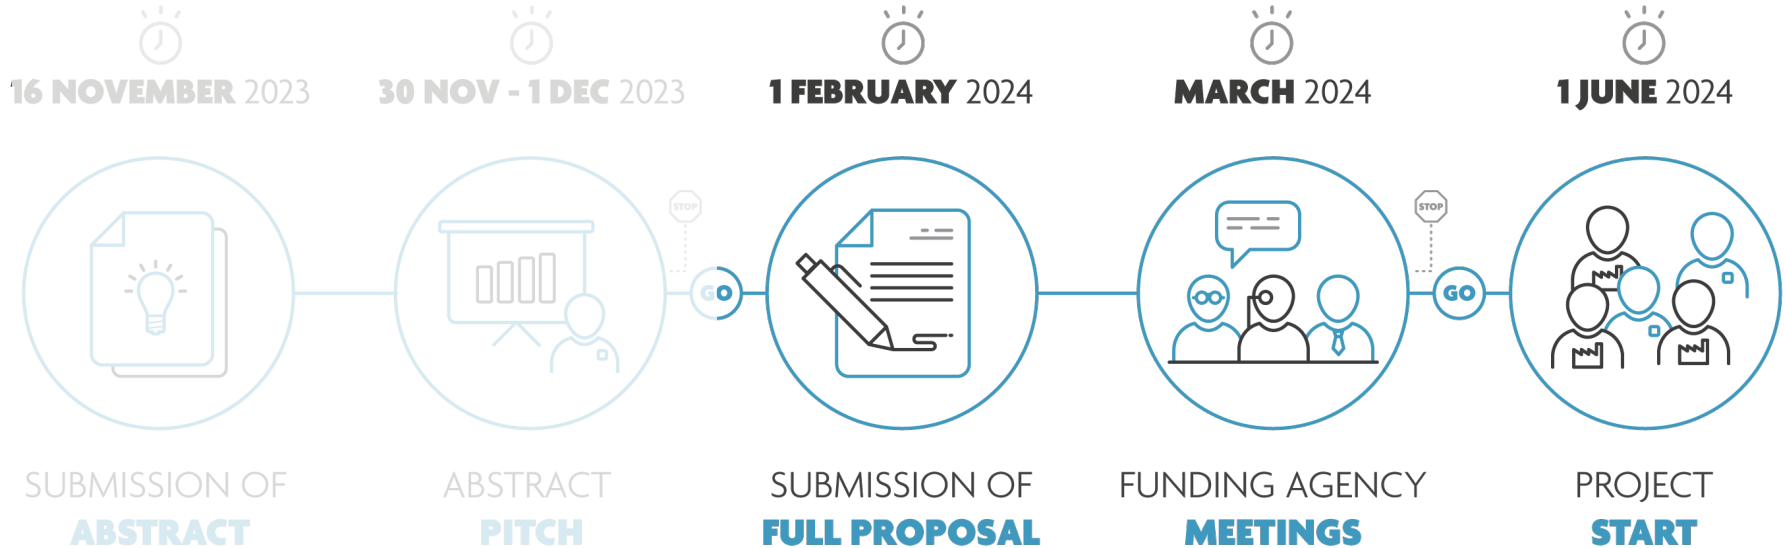 16 NOVEMBER 2023
30 NOV - 1 DEC 2023
1 FEBRUARY 2024
MARCH 2024
1 JUNE 2024
STOP
STOP
GO
GO
SUBMISSION OF
ABSTRACT
ABSTRACT
PITCH
SUBMISSION OF
FULL PROPOSAL
FUNDING AGENCY
MEETINGS
PROJECT
START